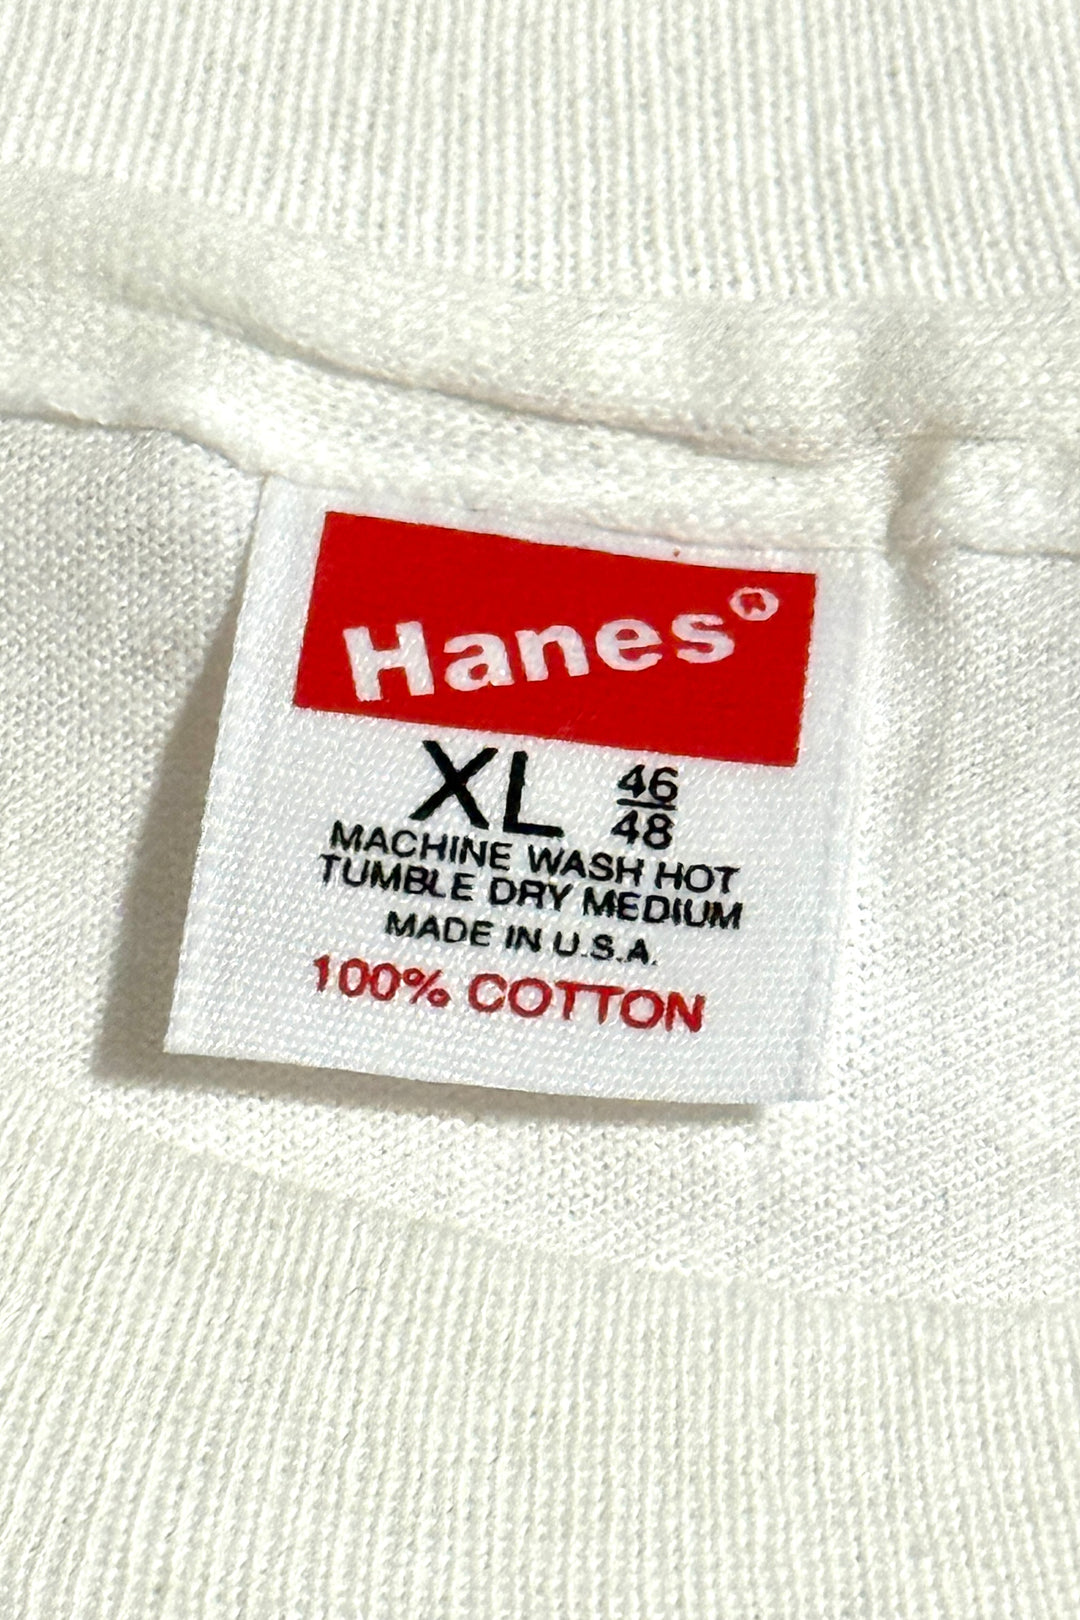 Hanes®
XL 46/48
MACHINE WASH HOT
TUMBLE DRY MEDIUM
MADE IN U.S.A.
100% COTTON